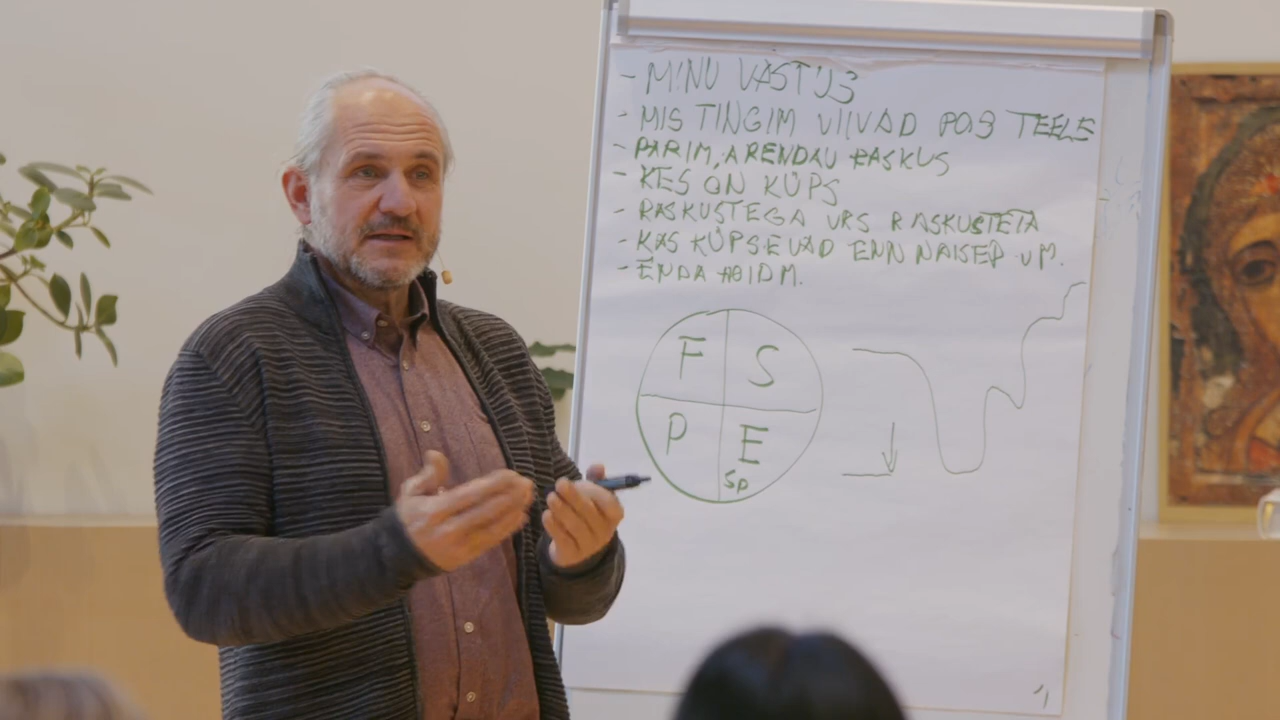 - MINU VASTUS
- MIS TINGIM VIIVAD POS TEELE
- PARIM, ARENDAV RASKUS
- KES ON KÜPS
- RASKUSTEGA VRS RASKUSTETA
- KAS KÜPSEVAD ENN NAISED VM.
- ENDA HOIDM.
F S
P E
SP